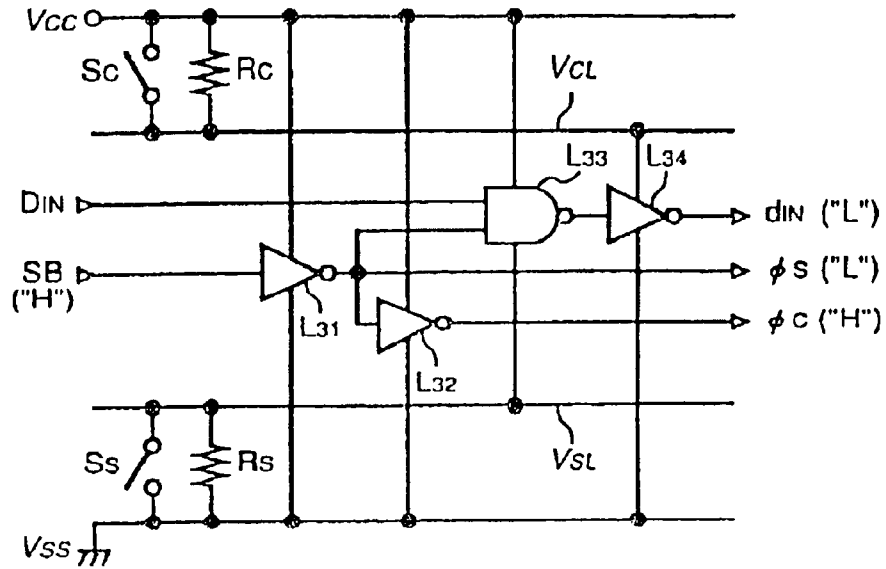 VCC
SC
RC
VCL
L33
L34
DIN
dIN ("L")
SB
("H")
L31
ϕS ("L")
ϕC ("H")
L32
SS
RS
VSL
VSS